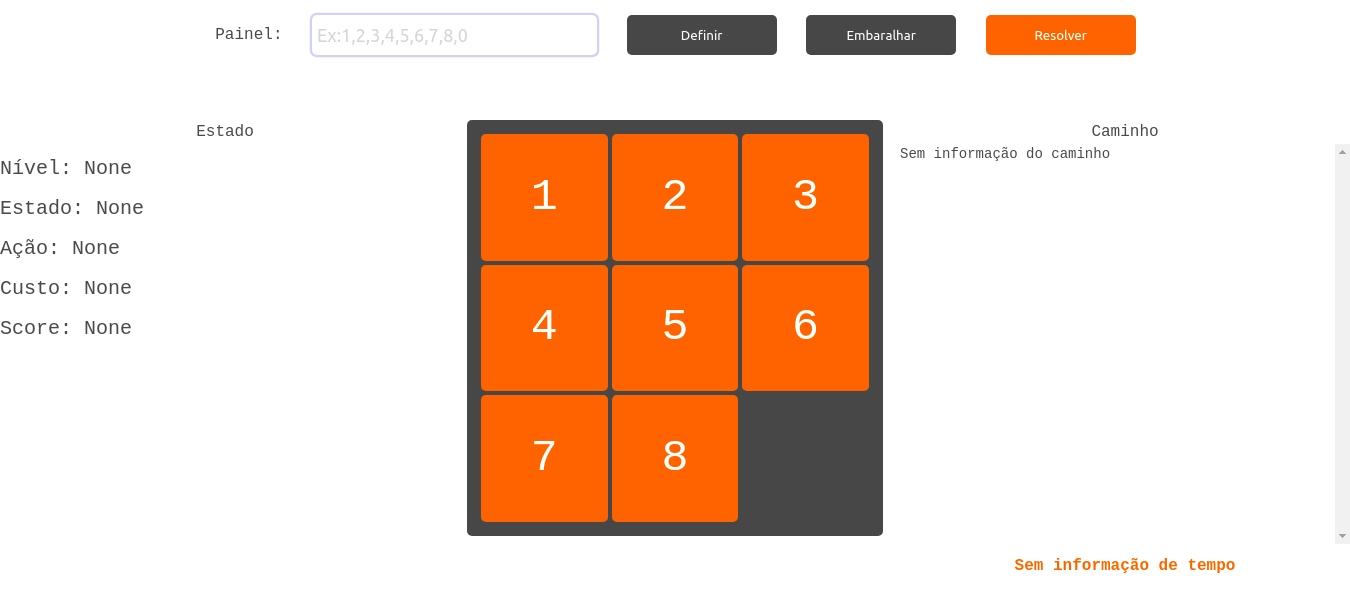 Painel: Ex:1,2,3,4,5,6,7,8,0 Definir Embaralhar Resolver
Estado
Nível: None
Estado: None
Ação: None
Custo: None
Score: None
1 2 3
4 5 6
7 8
Caminho
Sem informação do caminho
Sem informação de tempo